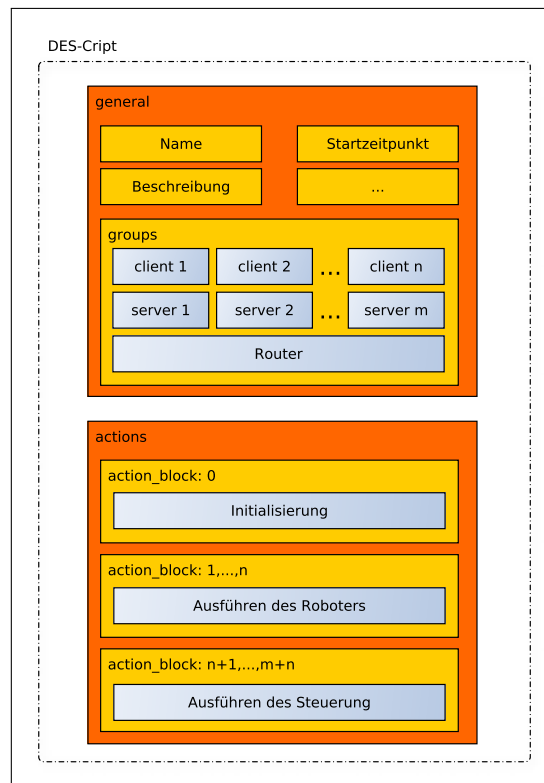 DES-Cript
general
Name
Startzeitpunkt
Beschreibung
...
groups
client 1
client 2
...
client n
server 1
server 2
...
server m
Router
actions
action_block: 0
Initialisierung
action_block: 1,...,n
Ausführen des Roboters
action_block: n+1,...,m+n
Ausführen des Steuerung